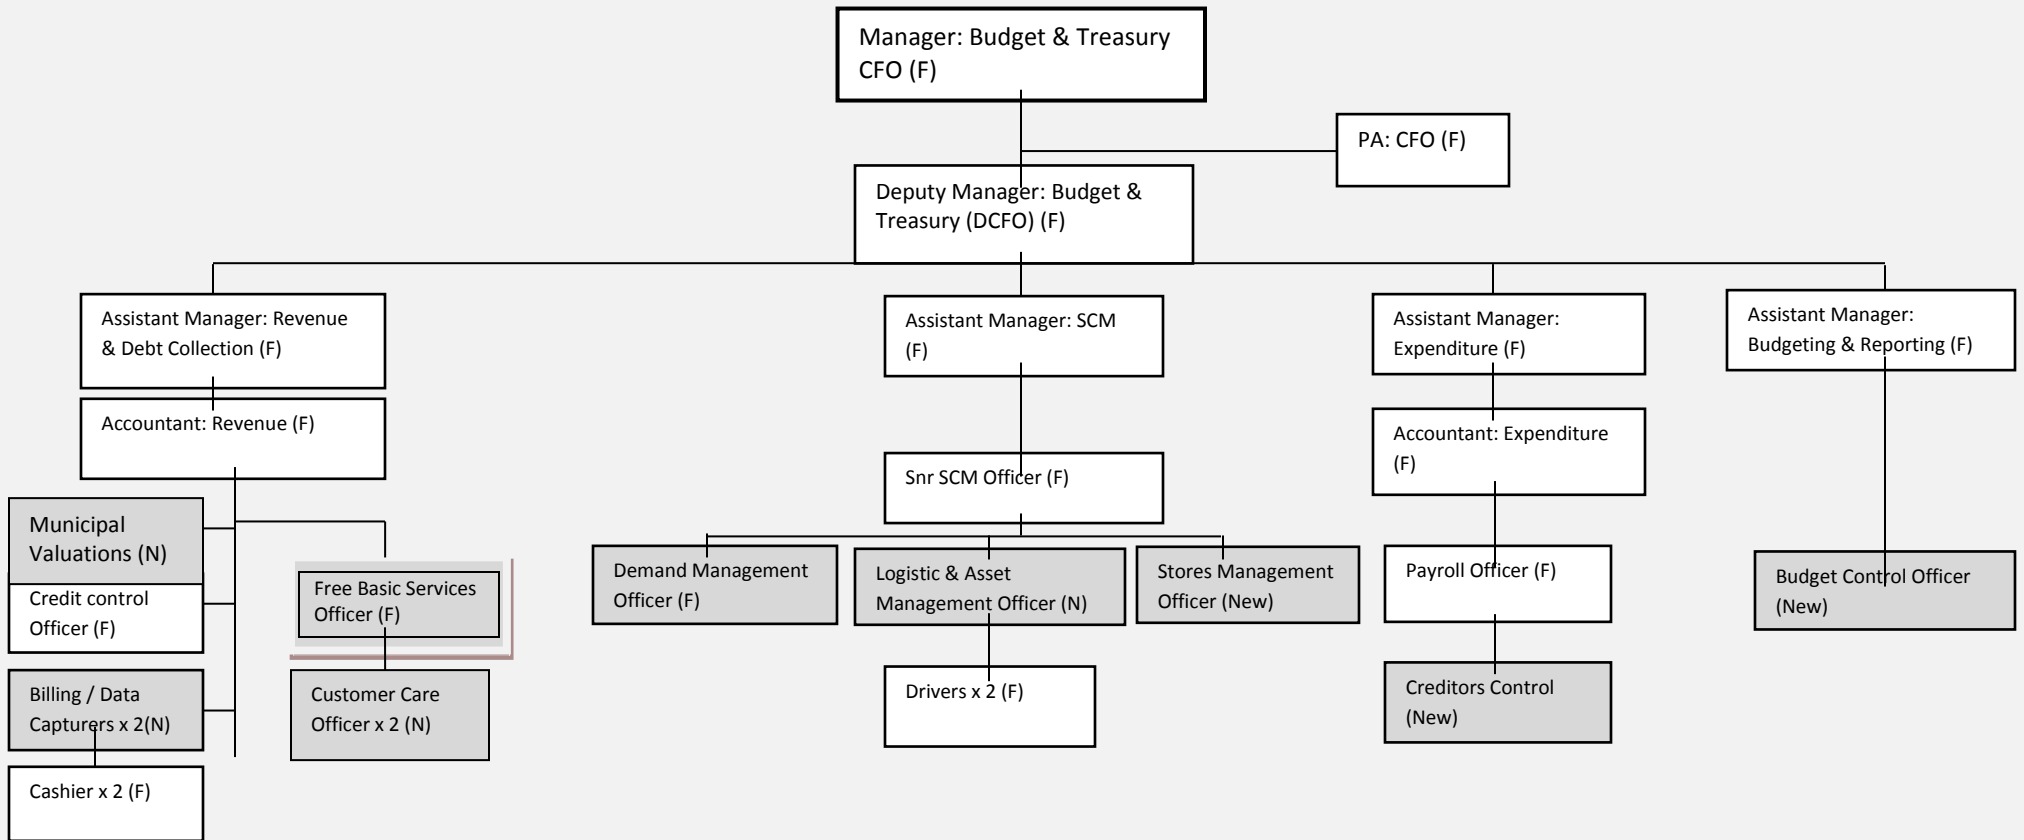 Manager: Budget & Treasury
CFO (F)
PA: CFO (F)
Deputy Manager: Budget &
Treasury (DCFO) (F)
Assistant Manager: Revenue
& Debt Collection (F)
Assistant Manager: SCM
(F)
Assistant Manager:
Expenditure (F)
Assistant Manager:
Budgeting & Reporting (F)
Accountant: Revenue (F)
Accountant: Expenditure
(F)
Snr SCM Officer (F)
Municipal
Valuations (N)
Credit control
Officer (F)
Free Basic Services
Officer (F)
Demand Management
Officer (F)
Logistic & Asset
Management Officer (N)
Stores Management
Officer (New)
Payroll Officer (F)
Budget Control Officer
(New)
Billing / Data
Capturers x 2(N)
Customer Care
Officer x 2 (N)
Drivers x 2 (F)
Creditors Control
(New)
Cashier x 2 (F)